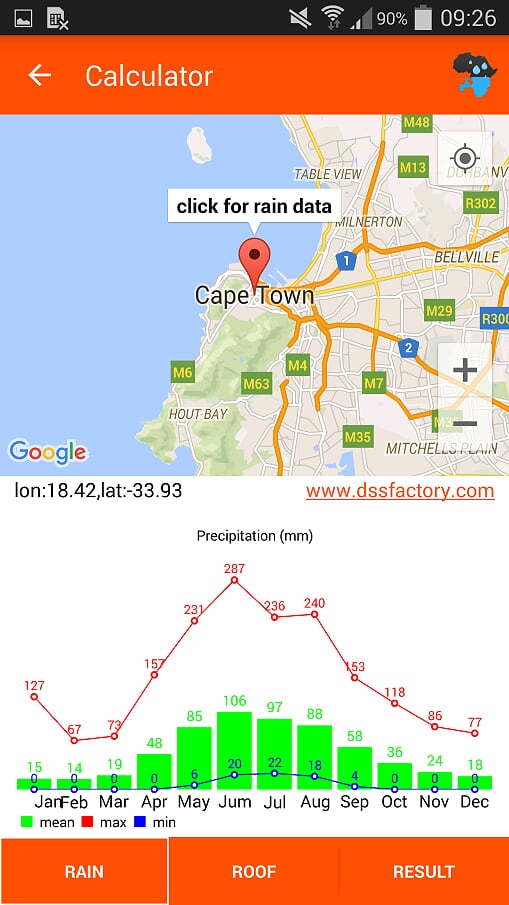 90% 09:26
Calculator
M48
TABLE VIEW
M13
DURBANV
R302
click for rain data
MILNERTON
1
BELLVILLE
Cape Town
M29
R300
2
M6
M4
M63
M7
HOUT BAY
M35
M36
MITCHELLS PLAIN
Google
lon:18.42,lat:-33.93
www.dssfactory.com
Precipitation (mm)
287
231
236
240
157
153
127
118
67
73
86
77
106
97
85
88
48
58
36
15
14
19
24
18
0 0 0 0 6 20 22 18 4 0 0 0
Jan Feb Mar Apr May Jum Jul Aug Sep Oct Nov Dec
mean max min
RAIN ROOF RESULT